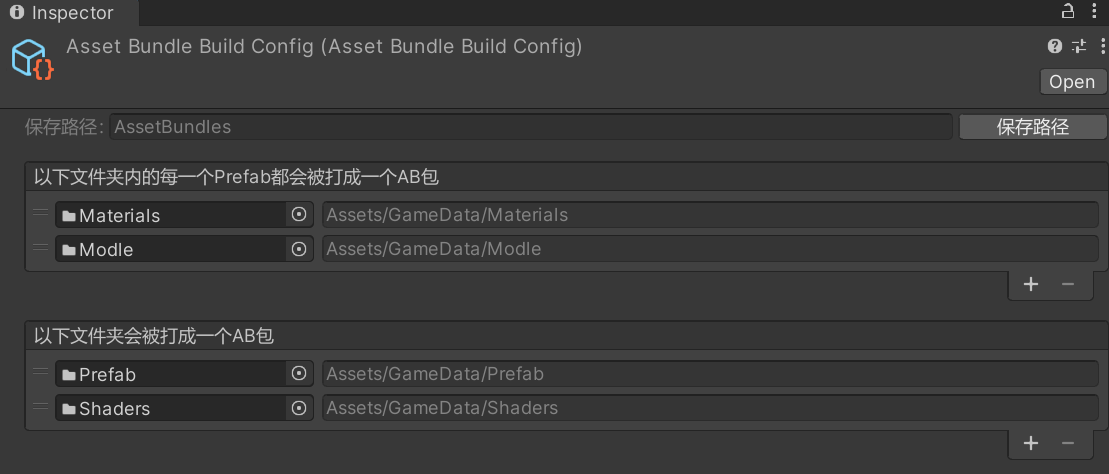 Inspector
Asset Bundle Build Config (Asset Bundle Build Config)
Open
保存路径: AssetBundles 保存路径
以下文件夹内的每一个Prefab都会被打成一个AB包
Materials Assets/GameData/Materials
Modle Assets/GameData/Modle
以下文件夹会被打成一个AB包
Prefab Assets/GameData/Prefab
Shaders Assets/GameData/Shaders